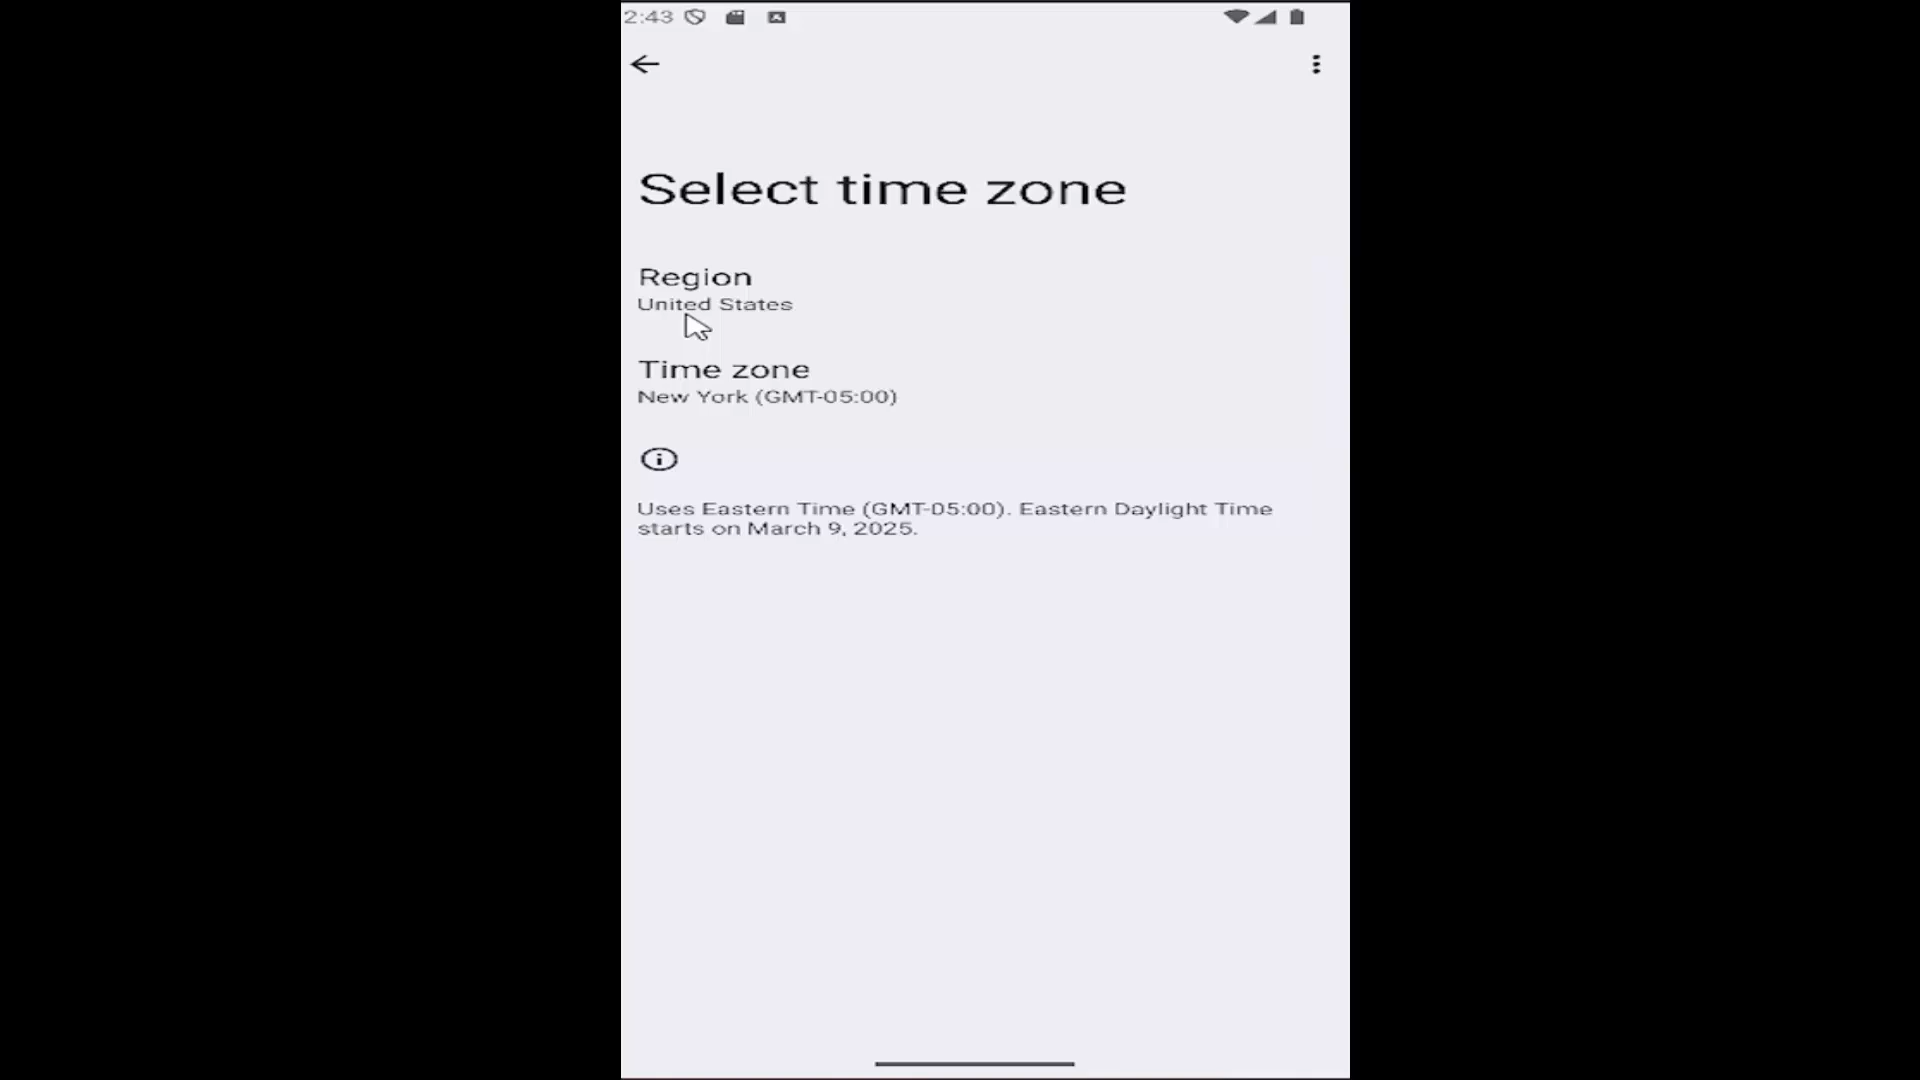 2:43
Select time zone
Region
United States
Time zone
New York (GMT-05:00)
Uses Eastern Time (GMT-05:00). Eastern Daylight Time
starts on March 9, 2025.